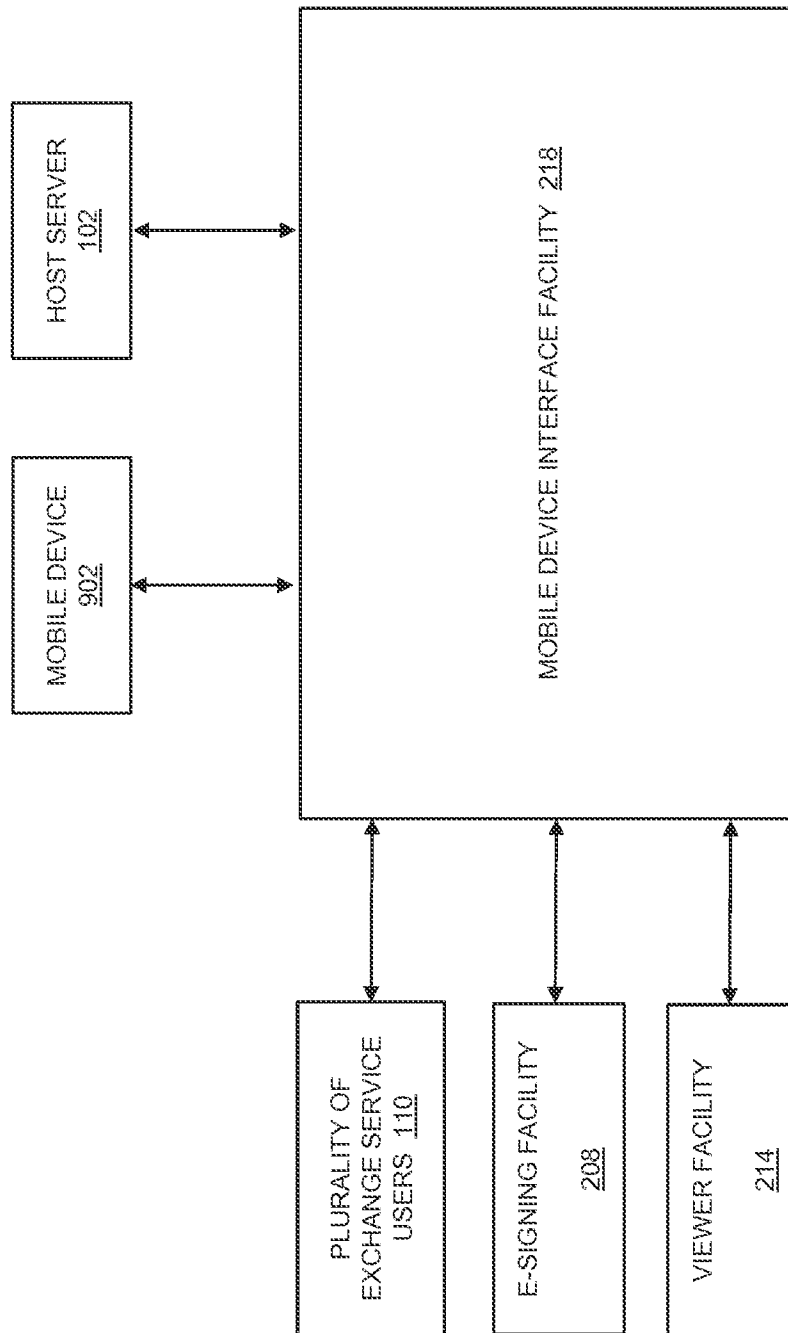 PLURALITY OF
EXCHANGE SERVICE
USERS 110
E-SIGNING FACILITY
208
VIEWER FACILITY
214
MOBILE DEVICE
902
HOST SERVER
102
MOBILE DEVICE INTERFACE FACILITY 218